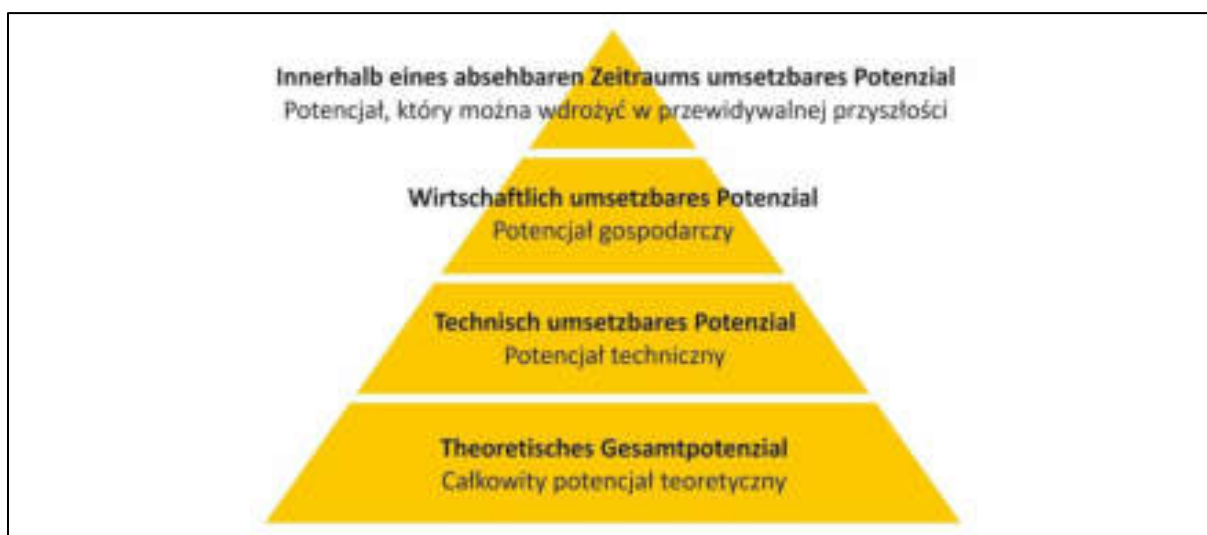 Innerhalb eines absehbaren Zeitraums umsetzbares Potenzial
Potencjał, który można wdrożyć w przewidywalnej przyszłości
Wirtschaftlich umsetzbares Potenzial
Potencjał gospodarczy
Technisch umsetzbares Potenzial
Potencjał techniczny
Theoretisches Gesamtpotenzial
Całkowity potencjał teoretyczny